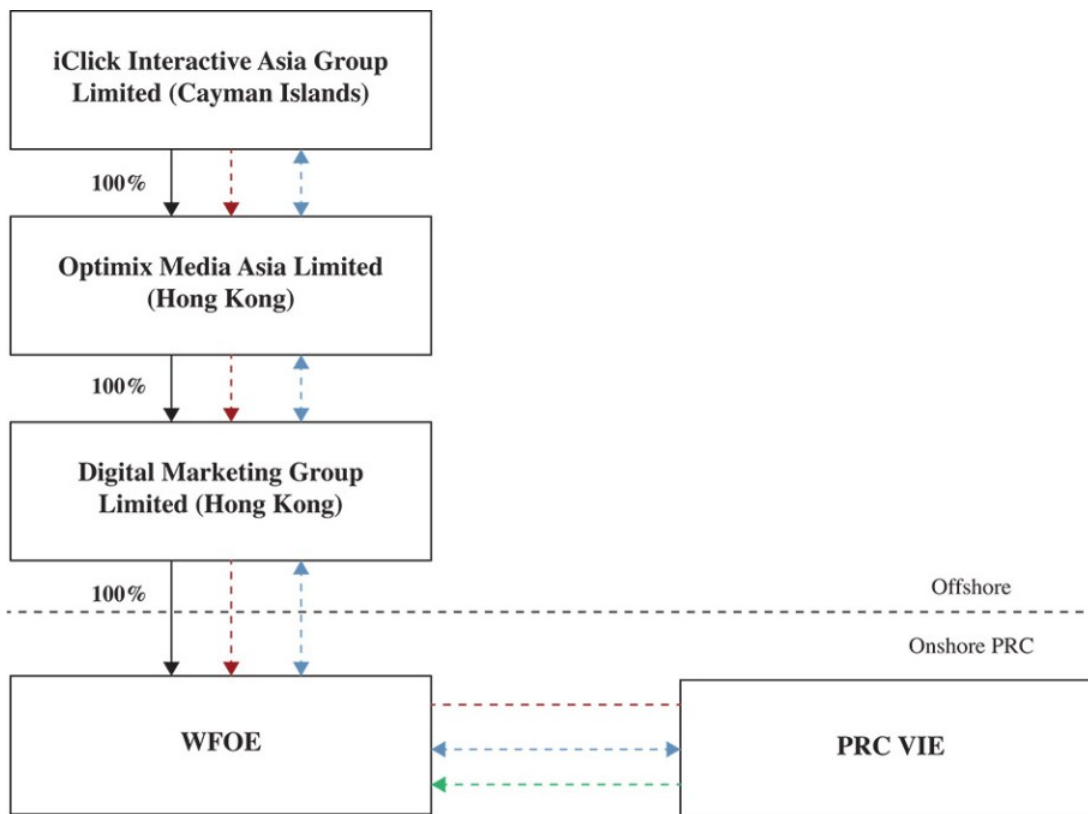 iClick Interactive Asia Group
Limited (Cayman Islands)
100%
Optimix Media Asia Limited
(Hong Kong)
100%
Digital Marketing Group
Limited (Hong Kong)
100%
Offshore
Onshore PRC
WFOE
PRC VIE